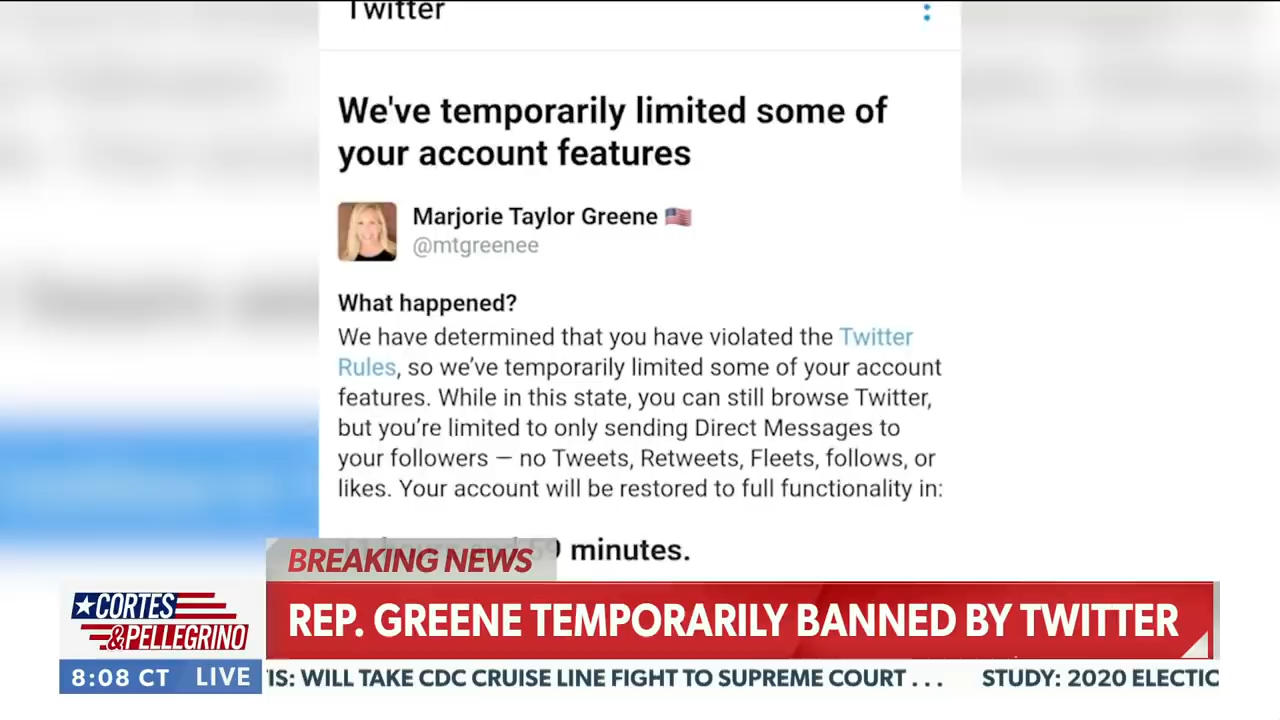 Twitter
We've temporarily limited some of
your account features
Marjorie Taylor Greene
@mtgreenee
What happened?
We have determined that you have violated the Twitter
Rules, so we've temporarily limited some of your account
features. While in this state, you can still browse Twitter,
but you're limited to only sending Direct Messages to
your followers — no Tweets, Retweets, Fleets, follows, or
likes. Your account will be restored to full functionality in:
minutes.
BREAKING NEWS
REP. GREENE TEMPORARILY BANNED BY TWITTER
CORTES
&PELLEGRINO
8:08 CT LIVE
IS: WILL TAKE CDC CRUISE LINE FIGHT TO SUPREME COURT . . . STUDY: 2020 ELECTIC